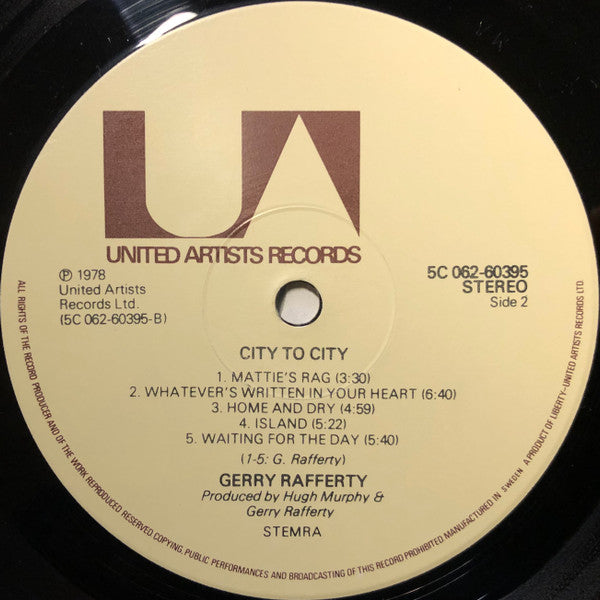 UA
UNITED ARTISTS RECORDS
℗ 1978
United Artists
Records Ltd.
(5C 062-60395-B)
5C 062-60395
STEREO
Side 2
CITY TO CITY
1. MATTIE'S RAG (3:30)
2. WHATEVER'S WRITTEN IN YOUR HEART (6:40)
3. HOME AND DRY (4:59)
4. ISLAND (5:22)
5. WAITING FOR THE DAY (5:40)
(1-5: G. Rafferty)
GERRY RAFFERTY
Produced by Hugh Murphy &
Gerry Rafferty
STEMRA
ALL RIGHTS OF THE RECORD PRODUCER AND OF THE WORK REPRODUCED RESERVED COPYING, PUBLIC PERFORMANCES AND BROADCASTING OF THIS RECORD PROHIBITED MANUFACTURED IN SWEDEN A PRODUCT OF LIBERTY-UNITED ARTISTS RECORDS LTD.